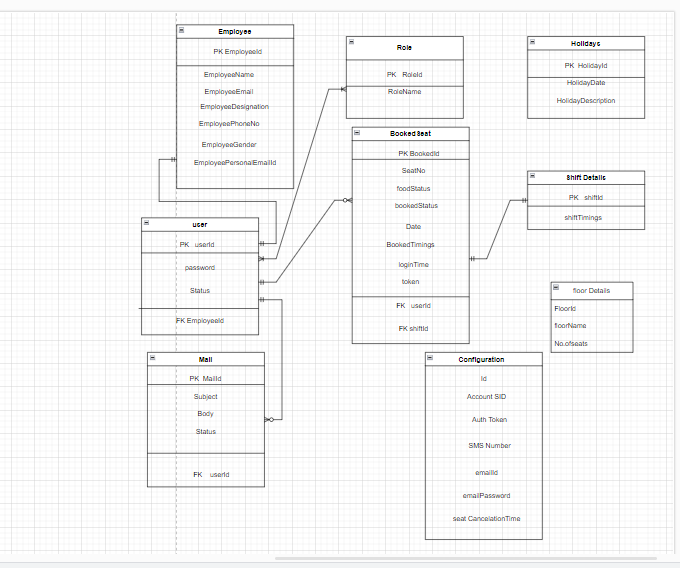 Employee
PK EmployeeId
EmployeeName
EmployeeEmail
EmployeeDesignation
EmployeePhoneNo
EmployeeGender
EmployeePersonalEmailId
Role
PK RoleId
RoleName
Holidays
PK HolidayId
HolidayDate
HolidayDescription
Booked Seat
PK BookedId
SeatNo
foodStatus
bookedStatus
Date
BookedTimings
loginTime
token
FK userId
FK shiftId
Shift Details
PK shiftId
shiftTimings
user
PK userId
password
Status
FK EmployeeId
floor Details
FloorId
floorName
No.ofseats
Mail
PK MailId
Subject
Body
Status
FK userId
Configuration
Id
Account SID
Auth Token
SMS Number
emailId
emailPassword
seat CancelationTime